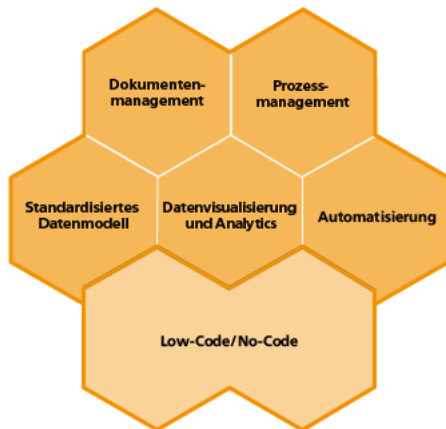 Dokumenten-
management
Prozess-
management
Standardisiertes
Datenmodell
Datenvisualisierung
und Analytics
Automatisierung
Low-Code/No-Code